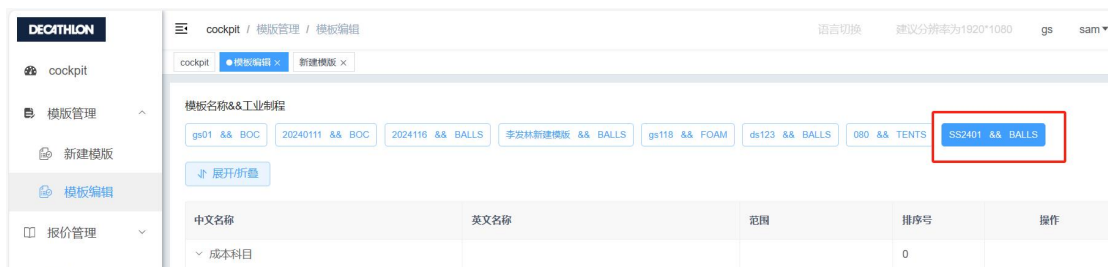 DECATHLON
cockpit / 模版管理 / 模板编辑
语言切换
建议分辨率为1920*1080
gs
sam
cockpit
模板编辑 ×
新建模版 ×
cockpit
模版管理
新建模版
模板编辑
报价管理
模板名称&&工业制程
gs01 && BOC
20240111 && BOC
2024116 && BALLS
李发林新建模版 && BALLS
gs118 && FOAM
ds123 && BALLS
080 && TENTS
SS2401 && BALLS
展开/折叠
中文名称
英文名称
范围
排序号
操作
成本科目
0